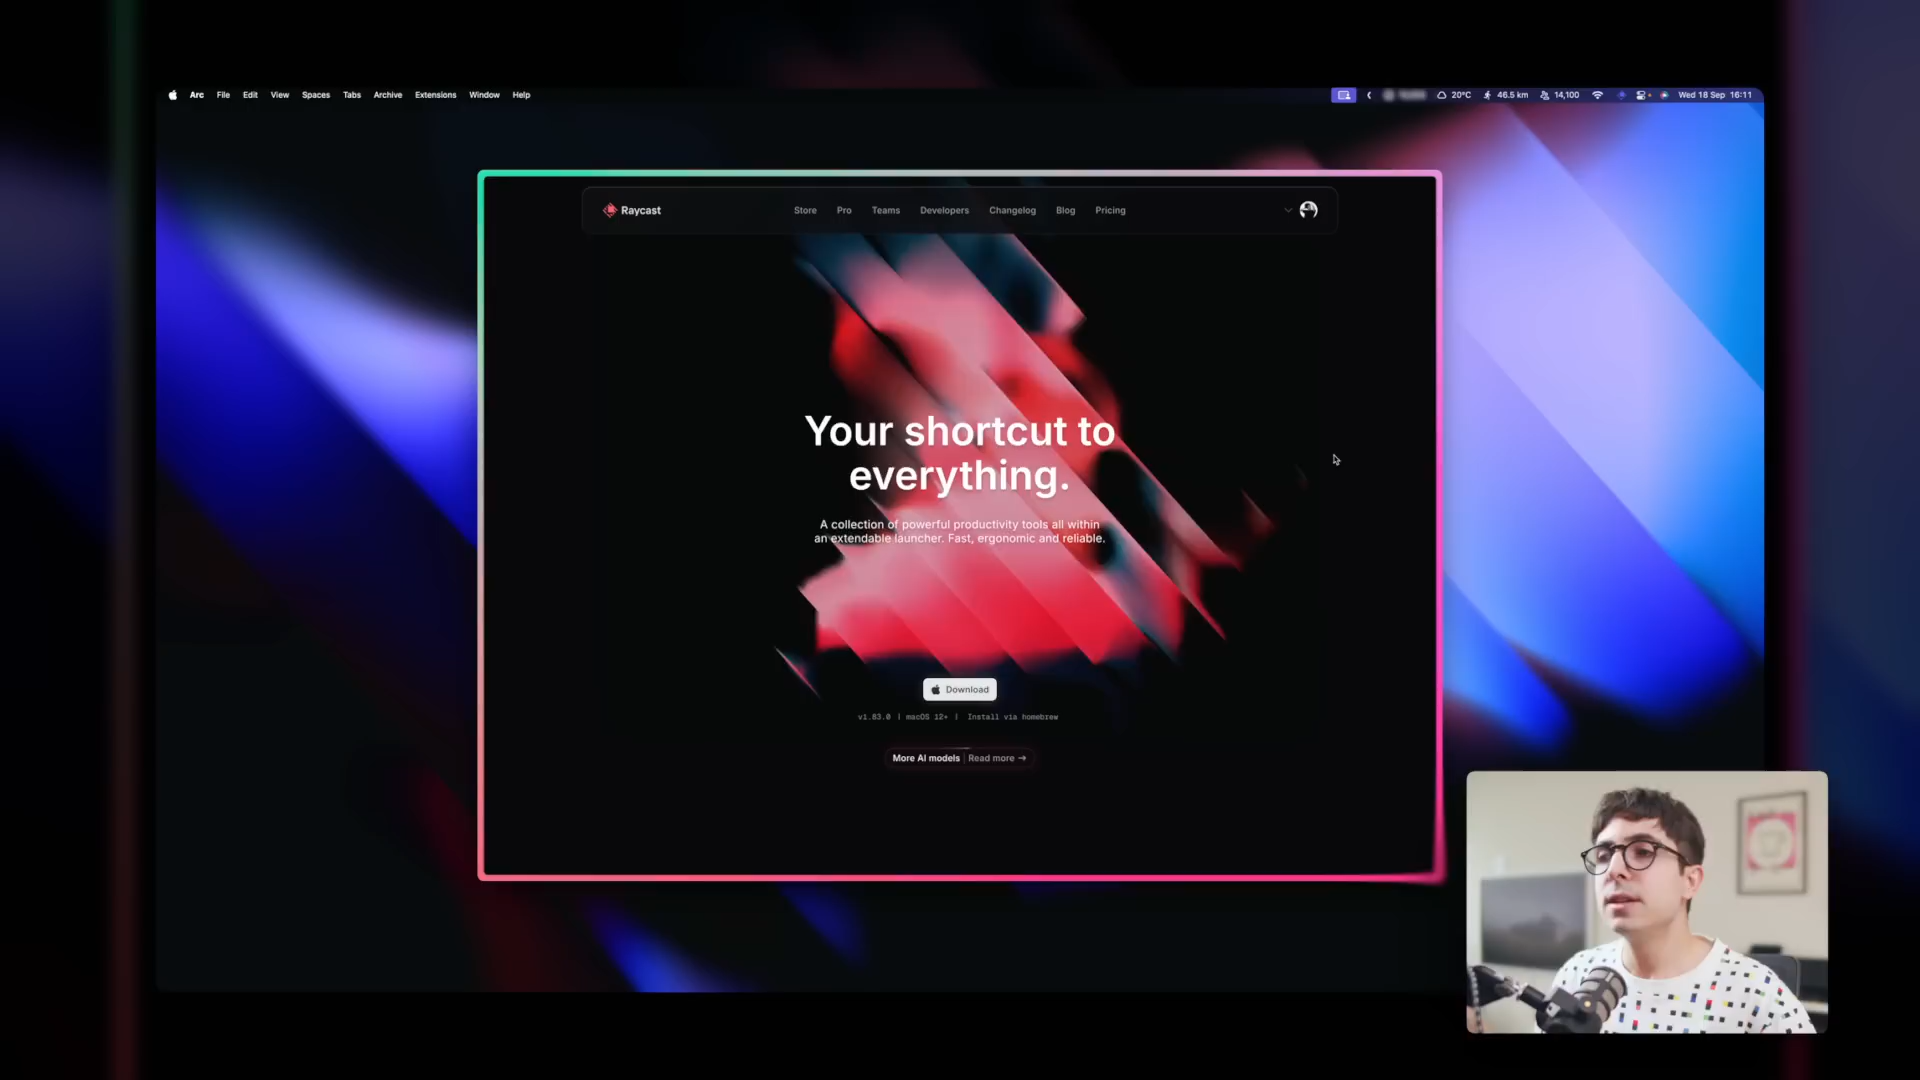 Arc File Edit View Spaces Tabs Archive Extensions Window Help
20°C 46.5 km 14,100 Wed 18 Sep 16:11
Raycast Store Pro Teams Developers Changelog Blog Pricing
Your shortcut to
everything.
A collection of powerful productivity tools all within
an extendable launcher. Fast, ergonomic and reliable.
Download
v1.83.0 | macOS 12+ | Install via homebrew
More AI models | Read more →